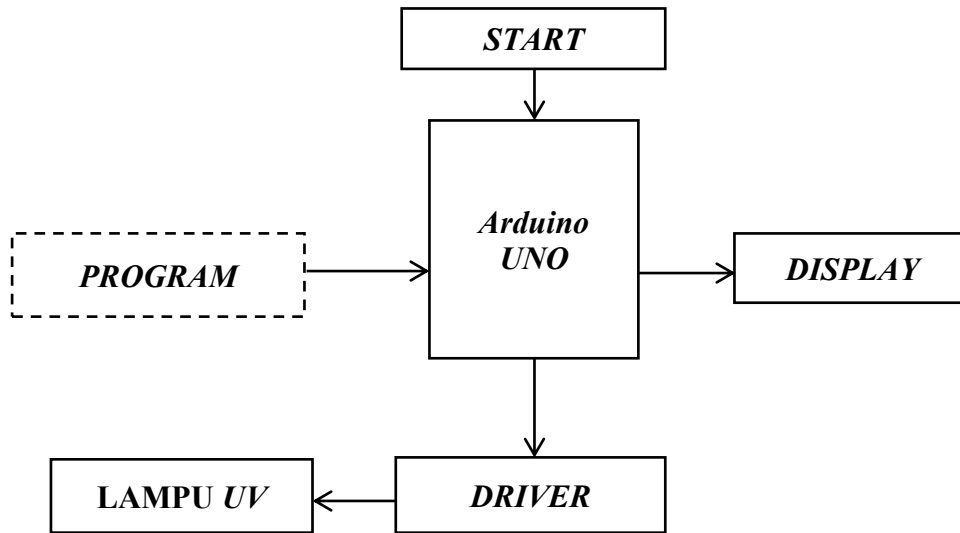 START
Arduino
UNO
PROGRAM
DISPLAY
LAMPU UV
DRIVER